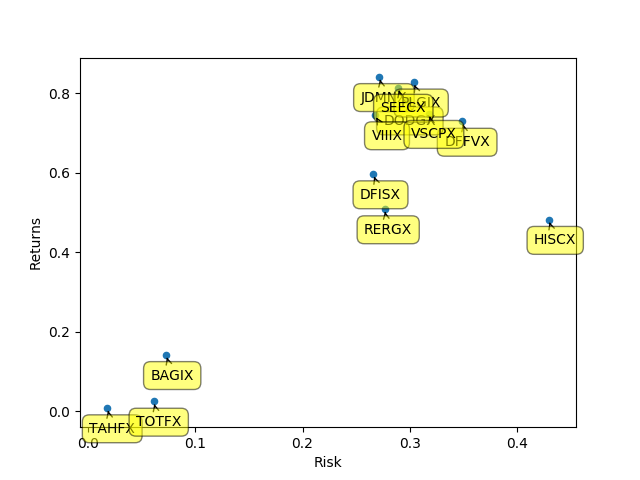 0.8
JDMNX
SEECX
DODGX
VIIIX
VSCPX
DFFVX
0.6
DFISX
RERGX
HISCX
0.4
Returns
0.2
BAGIX
TAHFX
TOTFX
0.0
0.0
0.1
0.2
0.3
0.4
Risk